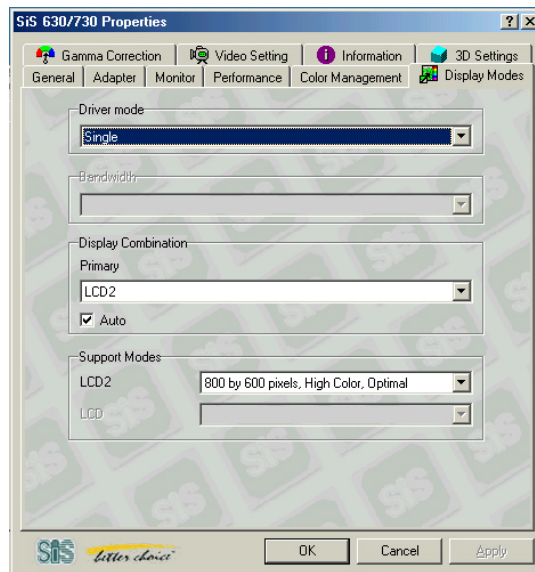 SiS 630/730 Properties
Gamma Correction Video Setting Information 3D Settings
General Adapter Monitor Performance Color Management Display Modes
Driver mode
Single
Bandwidth
Display Combination
Primary
LCD2
Auto
Support Modes
LCD2 800 by 600 pixels, High Color, Optimal
LCD
SiS better choice OK Cancel Apply